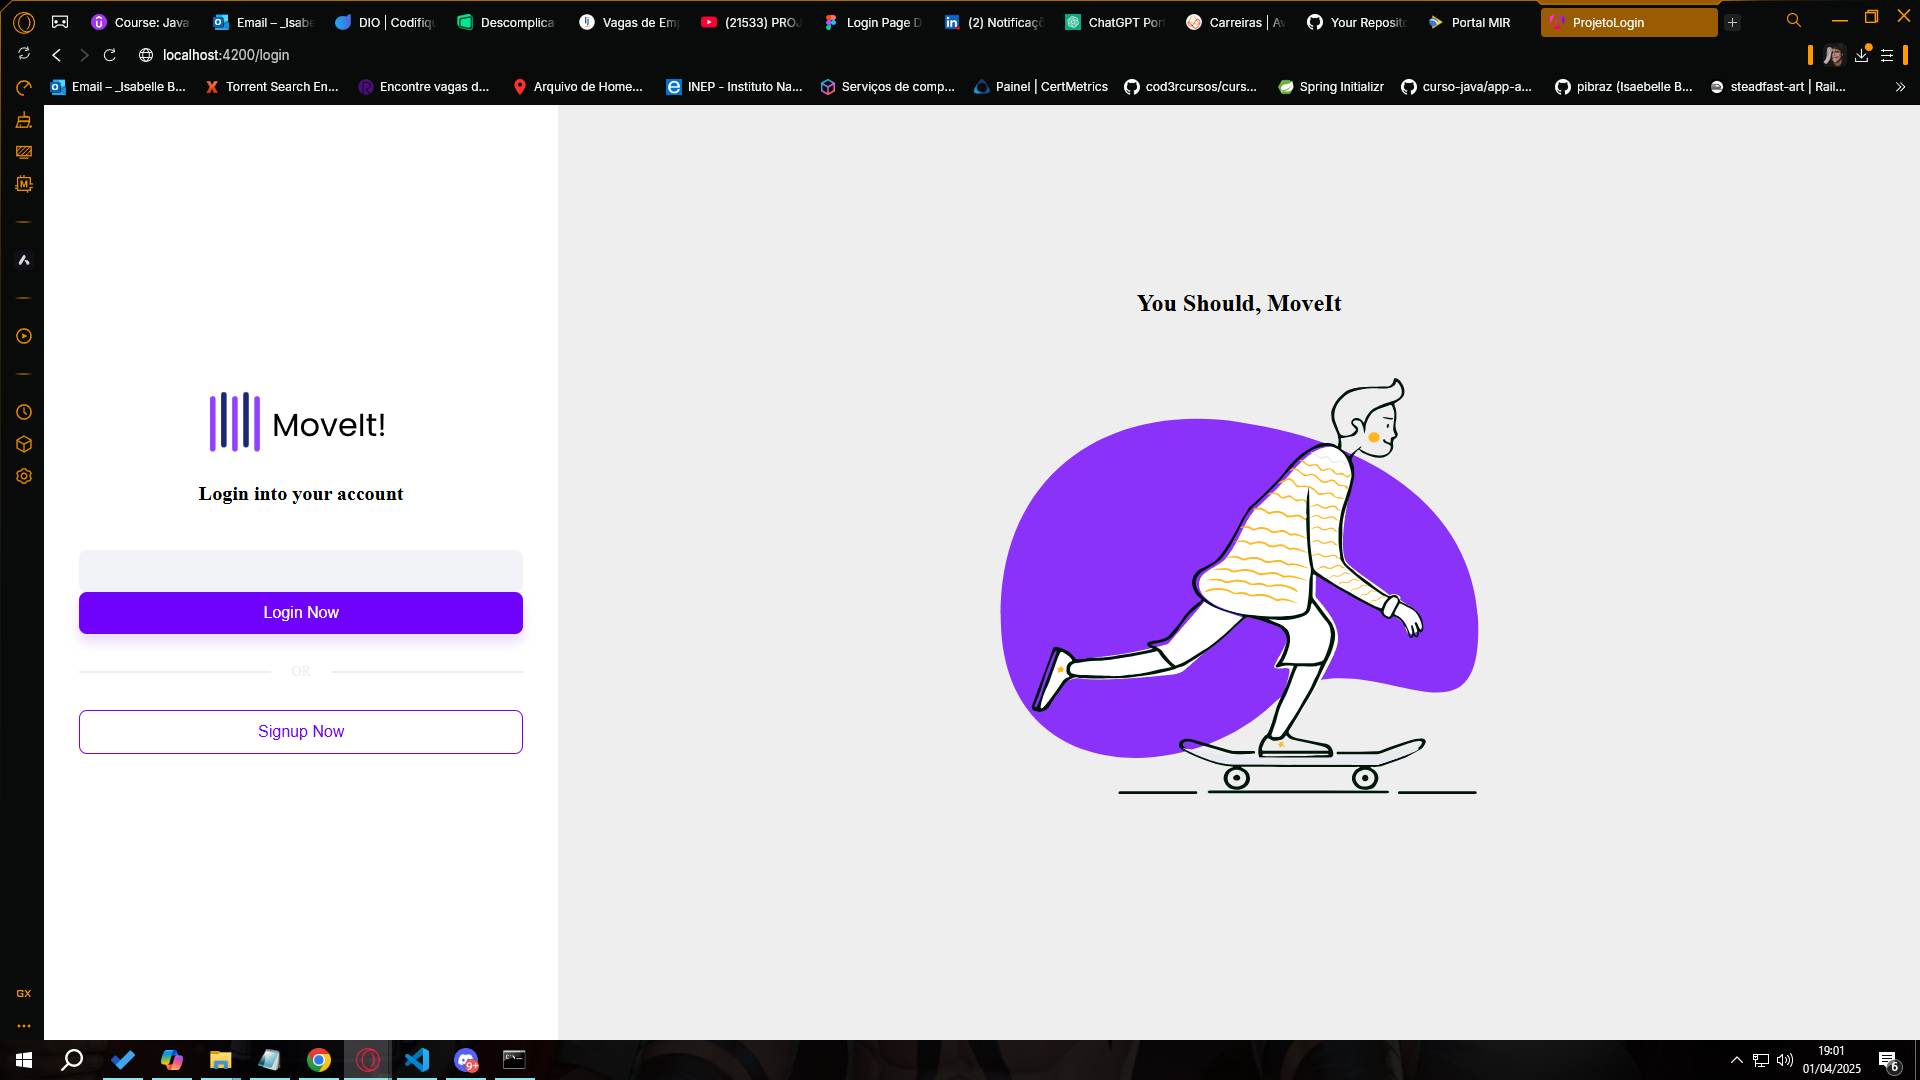 Course: Java
Email – _Isabe
DIO | Codifiq
Descomplica
Vagas de Em
(21533) PROJ
Login Page D
(2) Notificaç
ChatGPT Por
Carreiras | Av
Your Reposit
Portal MIR
ProjetoLogin
localhost:4200/login
Email – _Isabelle B...
Torrent Search En...
Encontre vagas d...
Arquivo de Home...
INEP - Instituto Na...
Serviços de comp...
Painel | CertMetrics
cod3rcursos/curs...
Spring Initializr
curso-java/app-a...
pibraz (Isaebelle B...
steadfast-art | Rail...
You Should, MoveIt
MoveIt!
Login into your account
Login Now
OR
Signup Now
GX
19:01
01/04/2025
9+
6